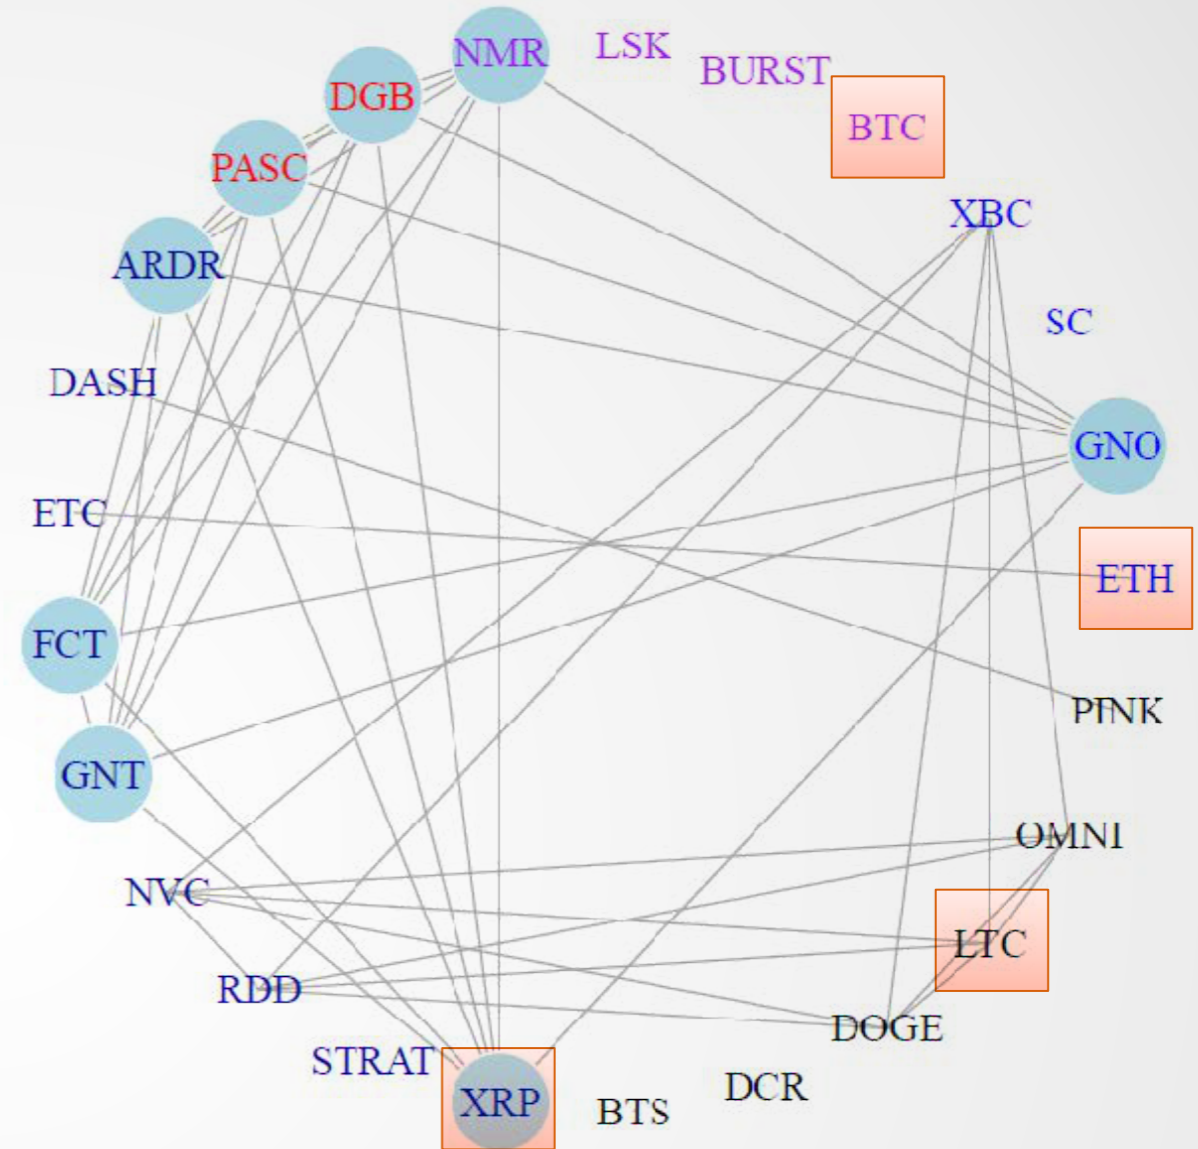 NMR
LSK
BURST
DGB
BTC
PASC
XBC
ARDR
SC
DASH
GNO
ETC
ETH
FCT
PINK
GNT
OMNI
NVC
LTC
RDD
DOGE
STRAT
DCR
XRP
BTS